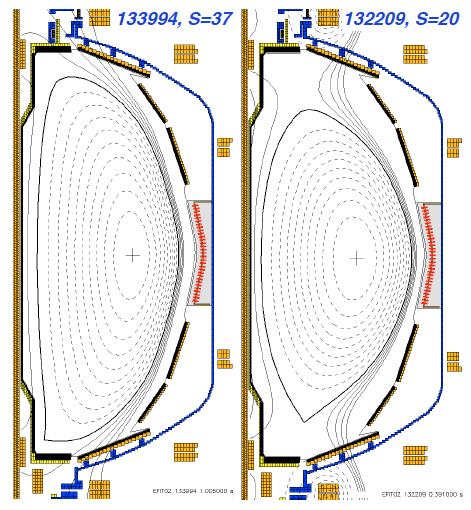 133994, S=37
132209, S=20
EFIT02 133994 1.005000 s
EFIT02 132209 0.391000 s